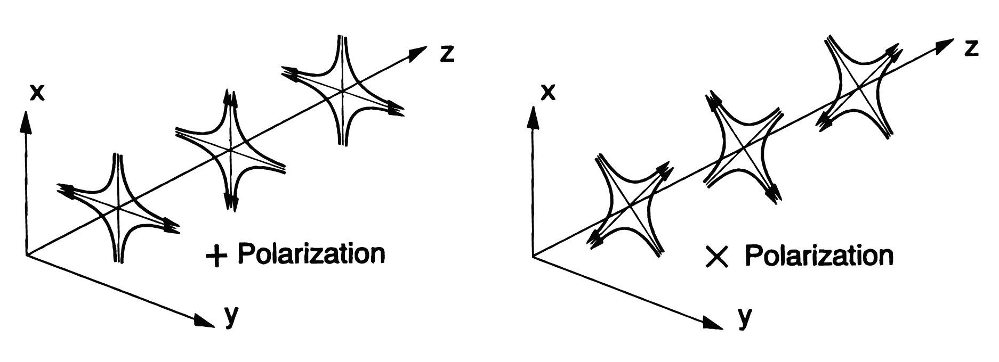 x
z
y
+ Polarization
x
z
y
× Polarization